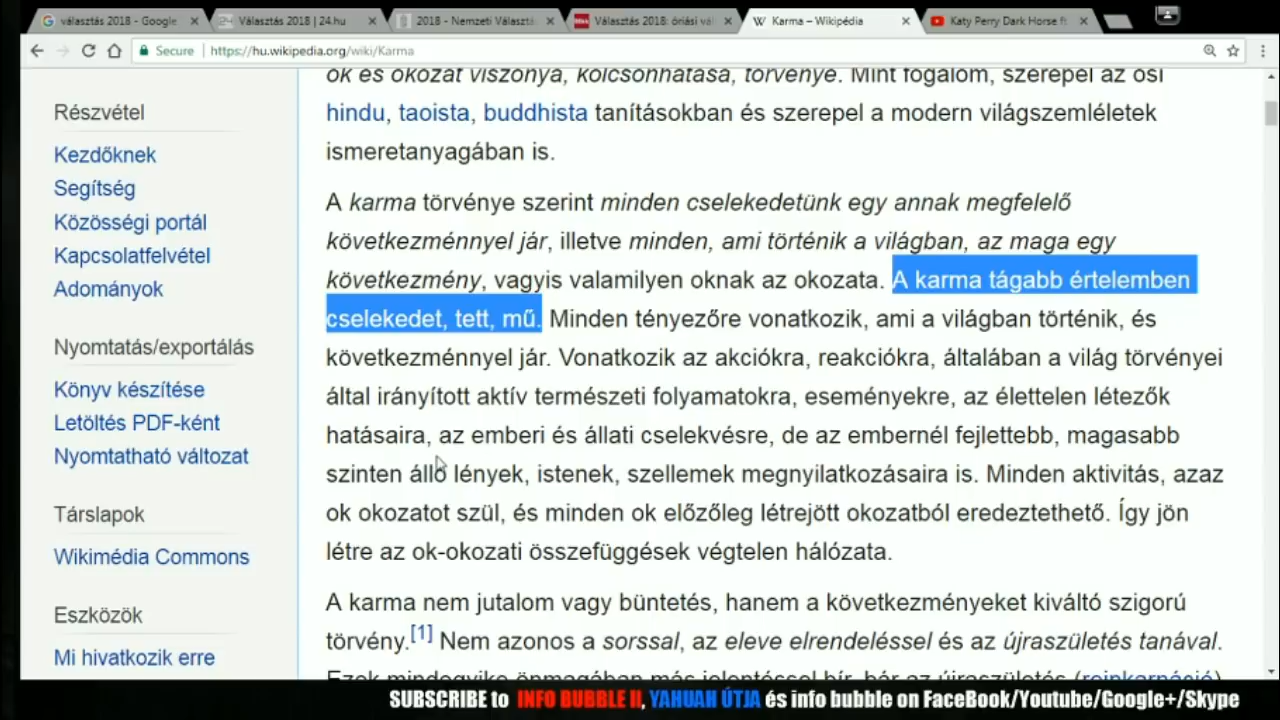 választás 2018 - Google
Választás 2018 | 24.hu
2018 - Nemzeti Választá
Választás 2018: óriási vál
Karma – Wikipédia
Katy Perry Dark Horse ft
Secure
https://hu.wikipedia.org/wiki/Karma
Részvétel
Kezdőknek
Segítség
Közösségi portál
Kapcsolatfelvétel
Adományok
Nyomtatás/exportálás
Könyv készítése
Letöltés PDF-ként
Nyomtatható változat
Társlapok
Wikimédia Commons
Eszközök
Mi hivatkozik erre
ok és okozat viszonya, kölcsönhatása, törvénye. Mint fogalom, szerepel az ősi
hindu, taoista, buddhista tanításokban és szerepel a modern világszemléletek
ismeretanyagában is.
A karma törvénye szerint minden cselekedetünk egy annak megfelelő
következménnyel jár, illetve minden, ami történik a világban, az maga egy
következmény, vagyis valamilyen oknak az okozata. A karma tágabb értelemben
cselekedet, tett, mű. Minden tényezőre vonatkozik, ami a világban történik, és
következménnyel jár. Vonatkozik az akciókra, reakciókra, általában a világ törvényei
által irányított aktív természeti folyamatokra, eseményekre, az élettelen létezők
hatásaira, az emberi és állati cselekvésre, de az embernél fejlettebb, magasabb
szinten álló lények, istenek, szellemek megnyilatkozásaira is. Minden aktivitás, azaz
ok okozatot szül, és minden ok előzőleg létrejött okozatból eredeztethető. Így jön
létre az ok-okozati összefüggések végtelen hálózata.
A karma nem jutalom vagy büntetés, hanem a következményeket kiváltó szigorú
törvény.[1] Nem azonos a sorssal, az eleve elrendeléssel és az újraszületés tanával.
Ezek mindegyike önmagában más jelentéssel bír, bár az újraszületés (reinkarnáció)
SUBSCRIBE to INFO BUBBLE II, YAHUAH ÚTJA és info bubble on FaceBook/Youtube/Google+/Skype